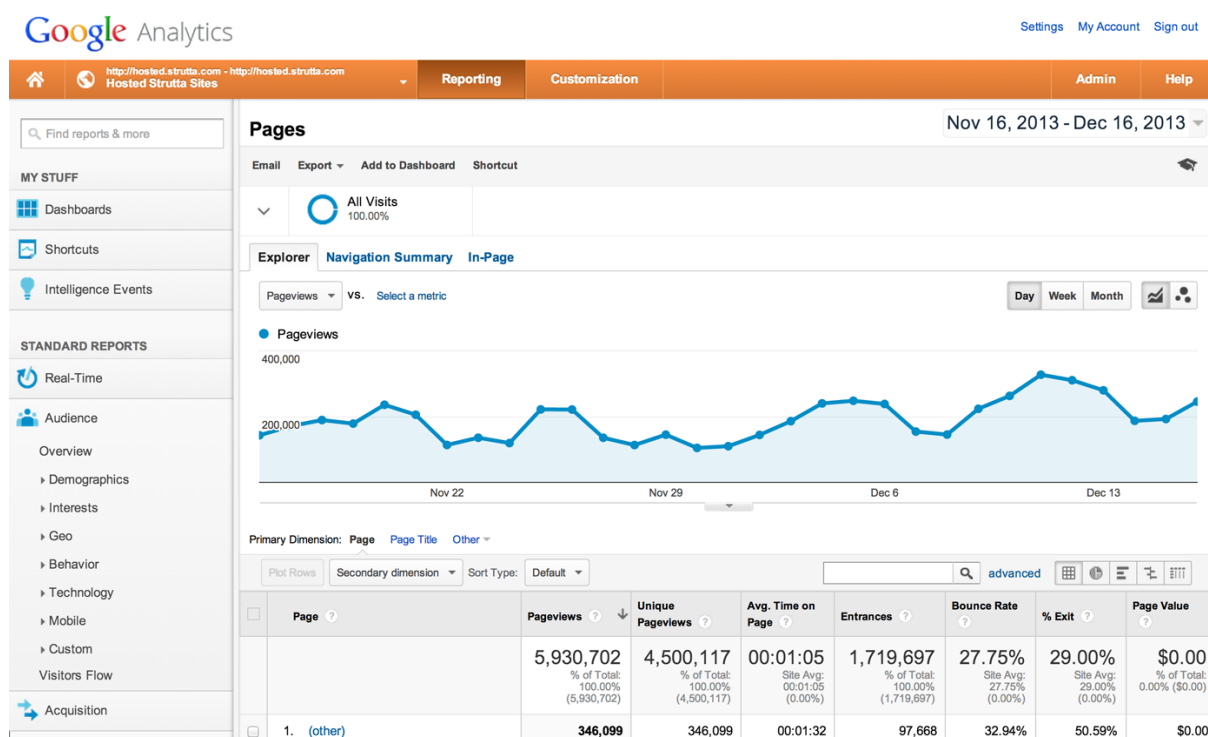 Google Analytics
Settings My Account Sign out
http://hosted.strutta.com - http://hosted.strutta.com
Hosted Strutta Sites
Reporting
Customization
Admin
Help
Find reports & more
MY STUFF
Dashboards
Shortcuts
Intelligence Events
STANDARD REPORTS
Real-Time
Audience
Overview
Demographics
Interests
Geo
Behavior
Technology
Mobile
Custom
Visitors Flow
Acquisition
Pages
Nov 16, 2013 - Dec 16, 2013
Email Export Add to Dashboard Shortcut
All Visits
100.00%
Explorer Navigation Summary In-Page
Pageviews VS. Select a metric
Day Week Month
Pageviews
400,000
200,000
Nov 22 Nov 29 Dec 6 Dec 13
Primary Dimension: Page Page Title Other
Plot Rows Secondary dimension Sort Type: Default advanced
Page ? Pageviews ? Unique Pageviews ? Avg. Time on Page ? Entrances ? Bounce Rate ? % Exit ? Page Value ?
5,930,702 4,500,117 00:01:05 1,719,697 27.75% 29.00% $0.00
% of Total: % of Total: Site Avg: % of Total: Site Avg: Site Avg: % of Total:
100.00% 100.00% 00:01:05 100.00% 27.75% 29.00% 0.00% ($0.00)
(5,930,702) (4,500,117) (0.00%) (1,719,697) (0.00%) (0.00%)
1. (other) 346,099 346,099 00:01:32 97,668 32.94% 50.59% $0.00